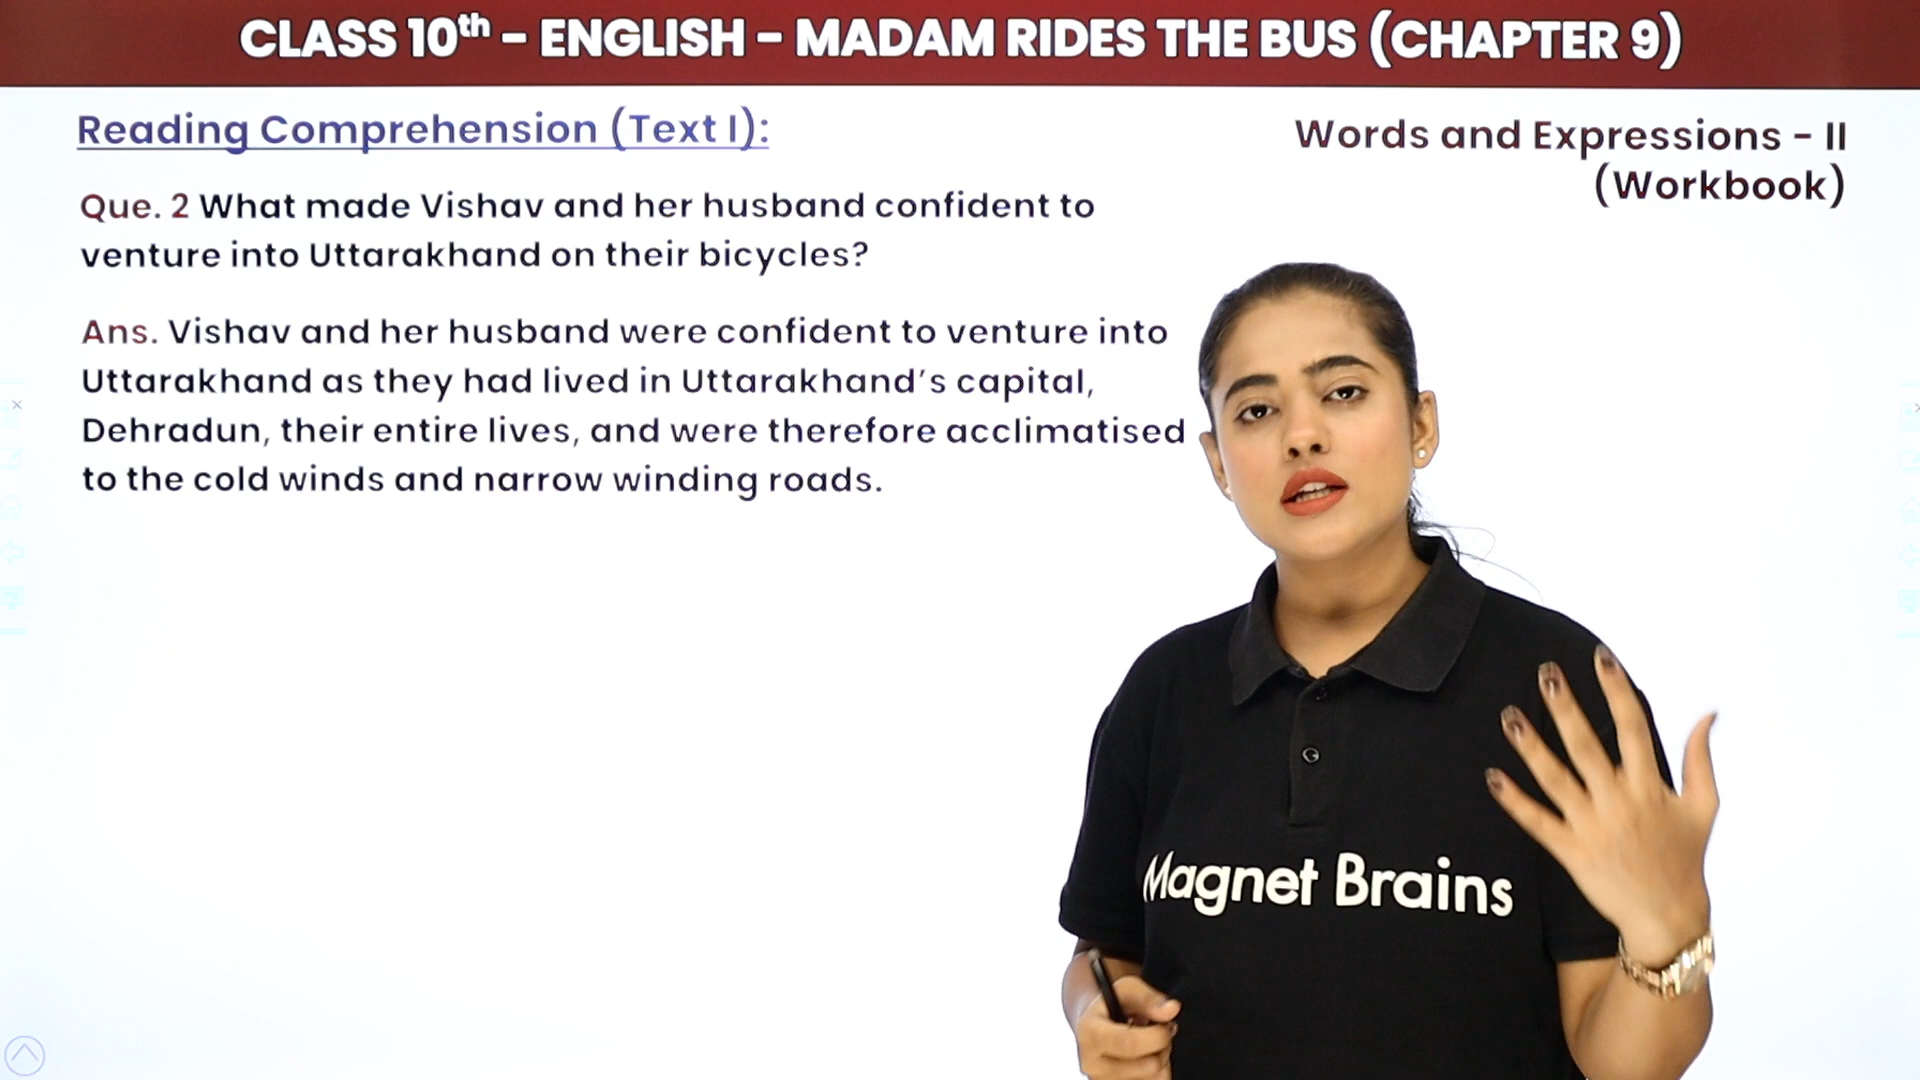 CLASS 10th - ENGLISH - MADAM RIDES THE BUS (CHAPTER 9)
Reading Comprehension (Text I):
Words and Expressions - II
(Workbook)
Que. 2 What made Vishav and her husband confident to
venture into Uttarakhand on their bicycles?
Ans. Vishav and her husband were confident to venture into
Uttarakhand as they had lived in Uttarakhand's capital,
Dehradun, their entire lives, and were therefore acclimatised
to the cold winds and narrow winding roads.
Magnet Brains